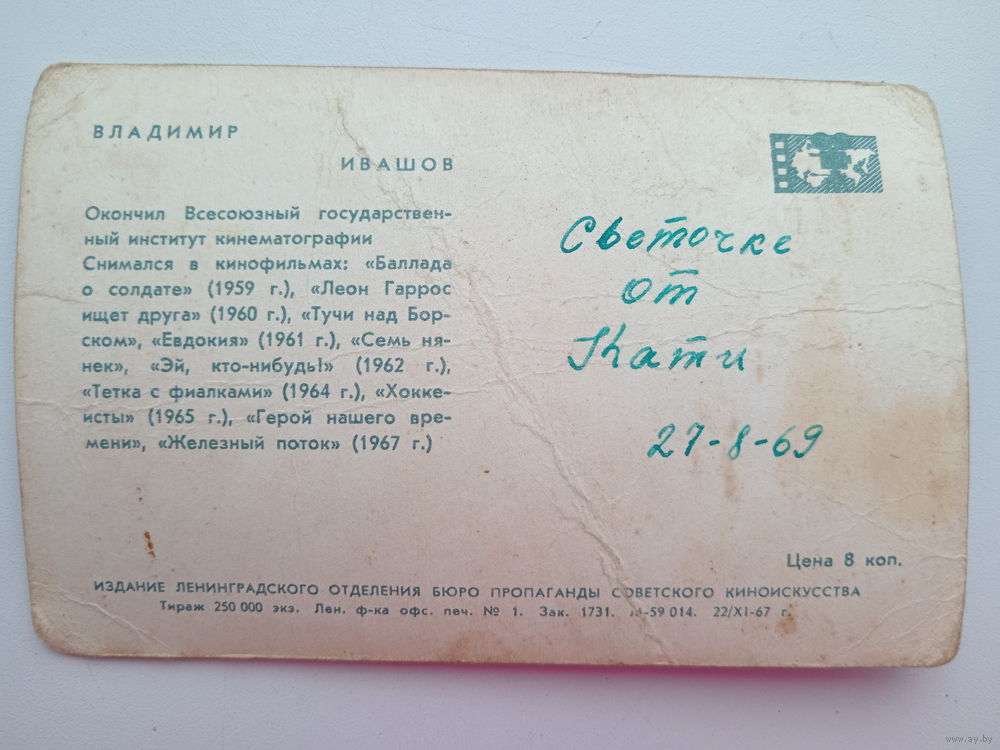 ВЛАДИМИР
ИВАШОВ
Окончил Всесоюзный государствен-
ный институт кинематографии
Снимался в кинофильмах: «Баллада
о солдате» (1959 г.), «Леон Гаррос
ищет друга» (1960 г.), «Тучи над Бор-
ском», «Евдокия» (1961 г.), «Семь ня-
нек», «Эй, кто-нибудь!» (1962 г.),
«Тетка с фиалками» (1964 г.), «Хокке-
исты» (1965 г.), «Герой нашего вре-
мени», «Железный поток» (1967 г.)
Светочке
от
Кати
27-8-69
Цена 8 коп.
ИЗДАНИЕ ЛЕНИНГРАДСКОГО ОТДЕЛЕНИЯ БЮРО ПРОПАГАНДЫ СОВЕТСКОГО КИНОИСКУССТВА
Тираж 250 000 экз. Лен. ф-ка офс. печ. № 1. Зак. 1731. М-59 014. 22/XI-67 г.
www.ay.by